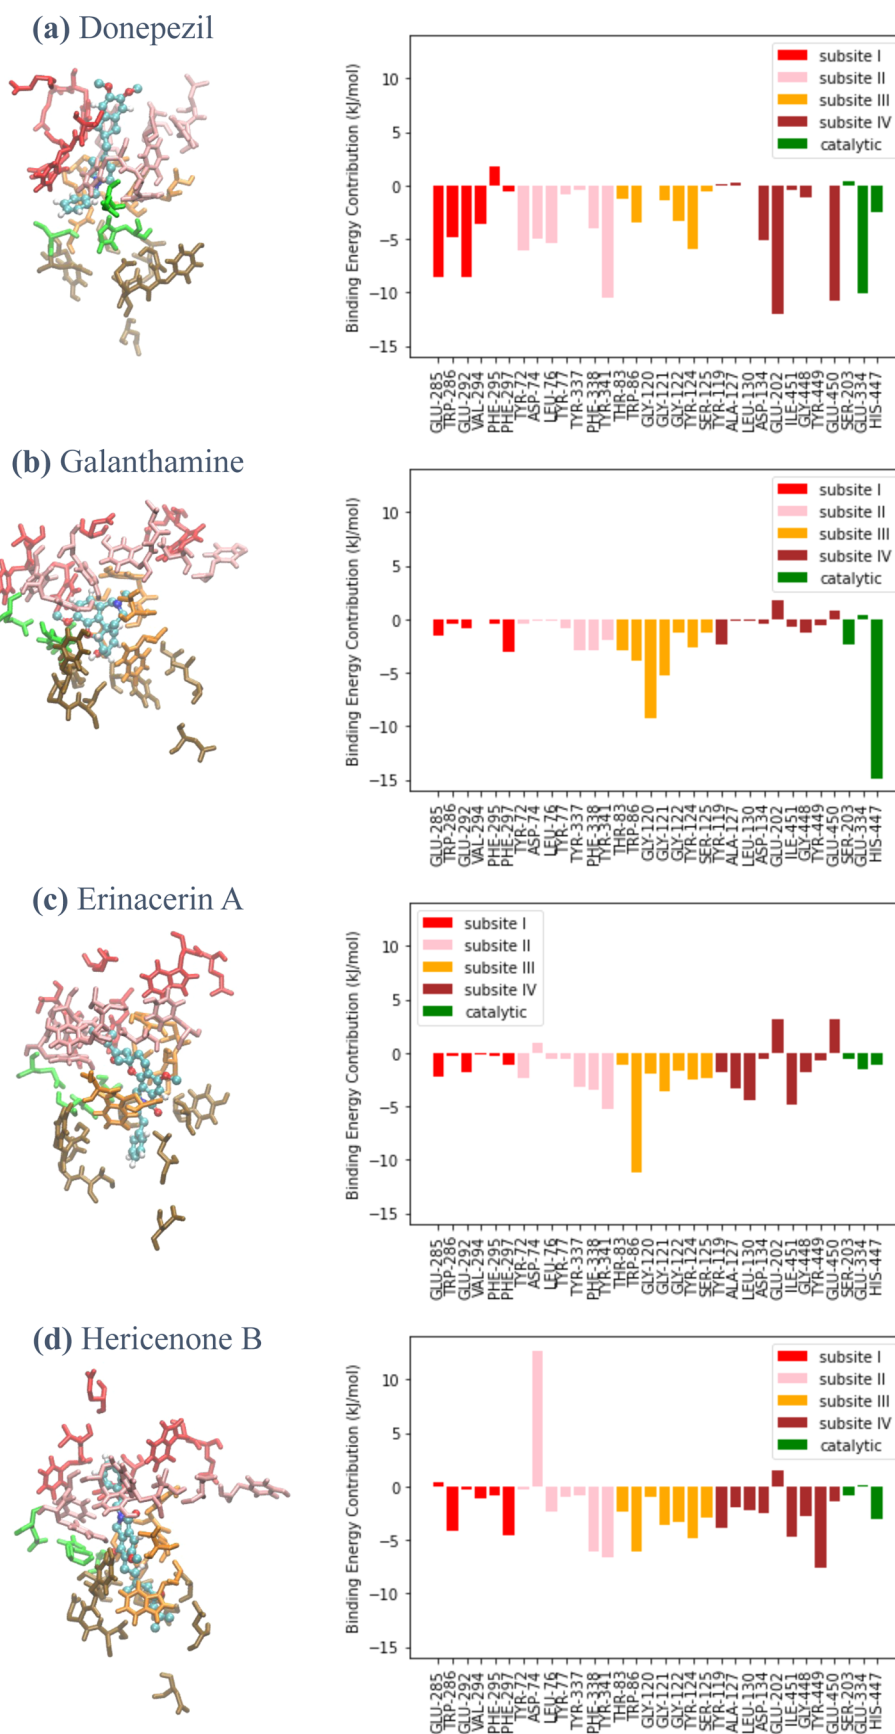 (a) Donepezil
Binding Energy Contribution (kJ/mol)
10
5
0
−5
−10
−15
subsite I
subsite II
subsite III
subsite IV
catalytic
GLU-285
TRP-286
GLU-292
VAL-294
PHE-295
PHE-297
TYR-72
ASP-74
LEU-76
TYR-77
TYR-337
PHE-338
TYR-341
THR-83
TRP-86
GLY-120
GLY-121
GLY-122
TYR-124
SER-125
TYR-119
ALA-127
LEU-130
ASP-134
GLU-202
ILE-451
GLY-448
TYR-449
GLU-450
SER-203
GLU-334
HIS-447
(b) Galanthamine
Binding Energy Contribution (kJ/mol)
10
5
0
−5
−10
−15
subsite I
subsite II
subsite III
subsite IV
catalytic
GLU-285
TRP-286
GLU-292
VAL-294
PHE-295
PHE-297
TYR-72
ASP-74
LEU-76
TYR-77
TYR-337
PHE-338
TYR-341
THR-83
TRP-86
GLY-120
GLY-121
GLY-122
TYR-124
SER-125
TYR-119
ALA-127
LEU-130
ASP-134
GLU-202
ILE-451
GLY-448
TYR-449
GLU-450
SER-203
GLU-334
HIS-447
(c) Erinacerin A
Binding Energy Contribution (kJ/mol)
10
5
0
−5
−10
−15
subsite I
subsite II
subsite III
subsite IV
catalytic
GLU-285
TRP-286
GLU-292
VAL-294
PHE-295
PHE-297
TYR-72
ASP-74
LEU-76
TYR-77
TYR-337
PHE-338
TYR-341
THR-83
TRP-86
GLY-120
GLY-121
GLY-122
TYR-124
SER-125
TYR-119
ALA-127
LEU-130
ASP-134
GLU-202
ILE-451
GLY-448
TYR-449
GLU-450
SER-203
GLU-334
HIS-447
(d) Hericenone B
Binding Energy Contribution (kJ/mol)
10
5
0
−5
−10
−15
subsite I
subsite II
subsite III
subsite IV
catalytic
GLU-285
TRP-286
GLU-292
VAL-294
PHE-295
PHE-297
TYR-72
ASP-74
LEU-76
TYR-77
TYR-337
PHE-338
TYR-341
THR-83
TRP-86
GLY-120
GLY-121
GLY-122
TYR-124
SER-125
TYR-119
ALA-127
LEU-130
ASP-134
GLU-202
ILE-451
GLY-448
TYR-449
GLU-450
SER-203
GLU-334
HIS-447